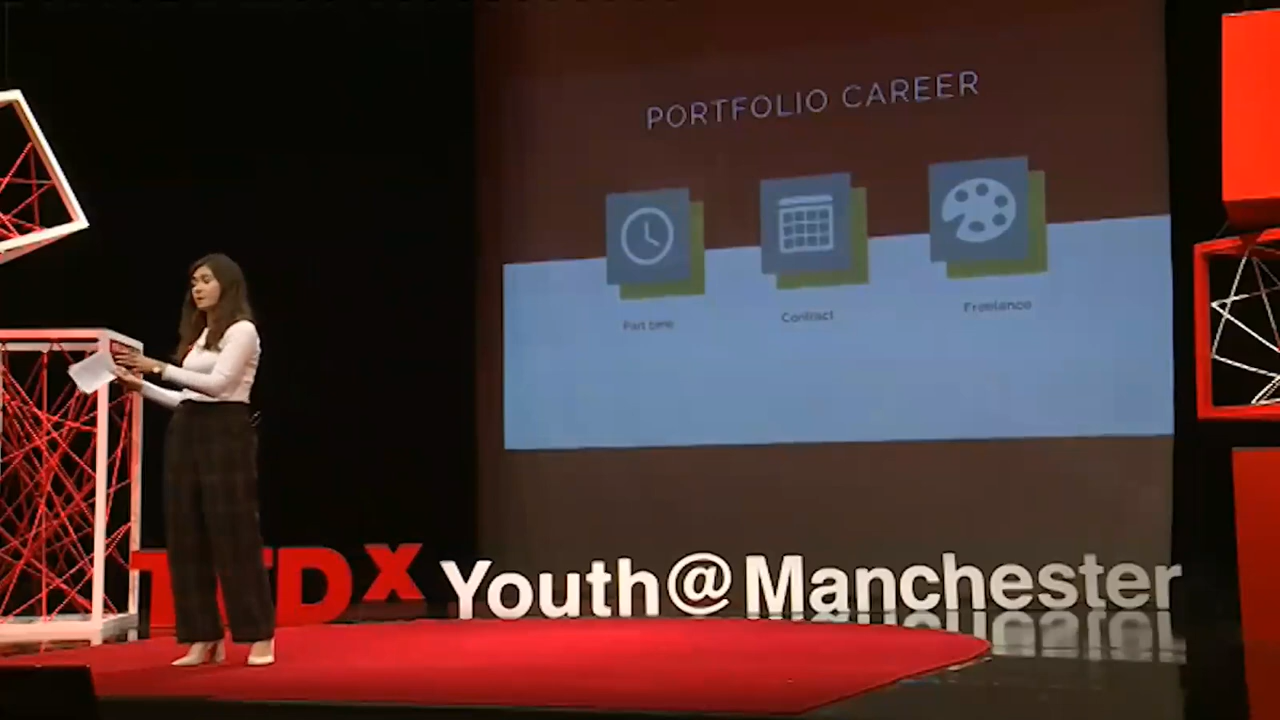 PORTFOLIO CAREER
Part time
Contract
Freelance
TEDx Youth@Manchester